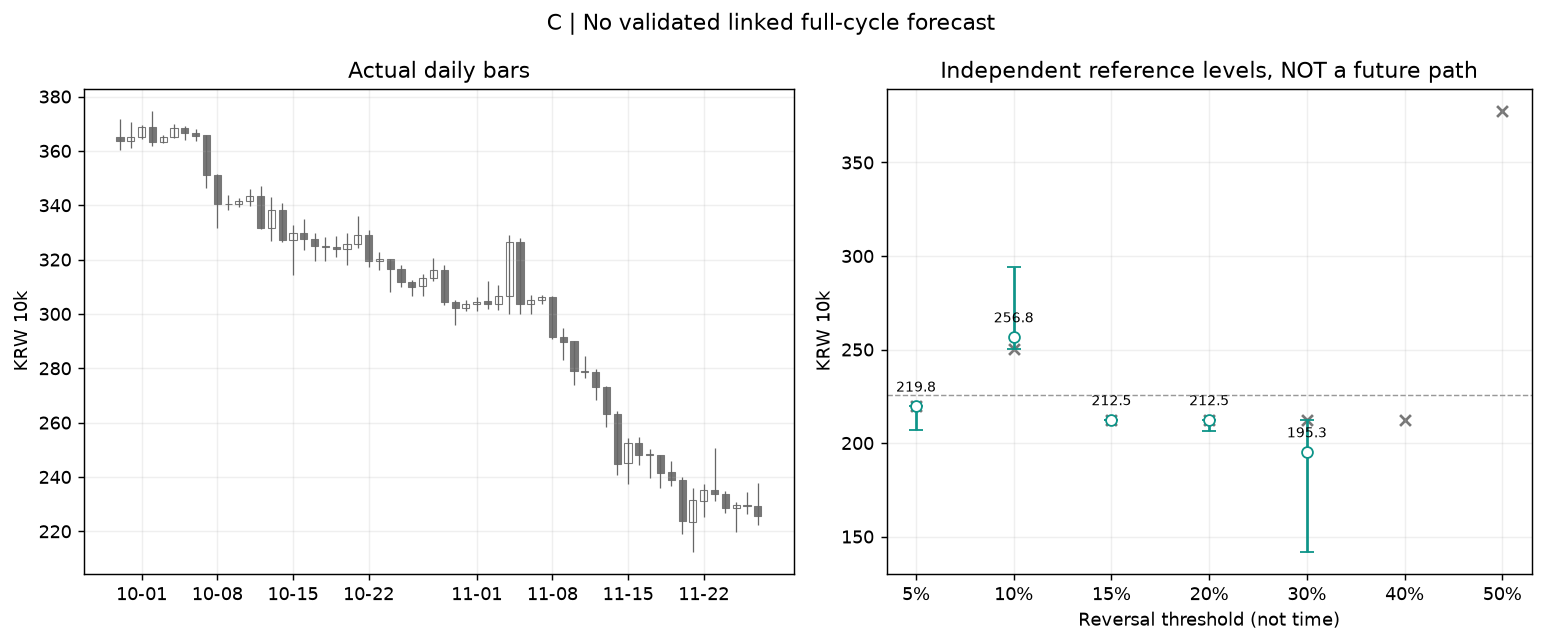 C | No validated linked full-cycle forecast
Actual daily bars
KRW 10k
380
360
340
320
300
280
260
240
220
10-01 10-08 10-15 10-22 11-01 11-08 11-15 11-22
Independent reference levels, NOT a future path
KRW 10k
350
300
250
200
150
256.8
219.8
212.5
212.5
195.3
5% 10% 15% 20% 30% 40% 50%
Reversal threshold (not time)